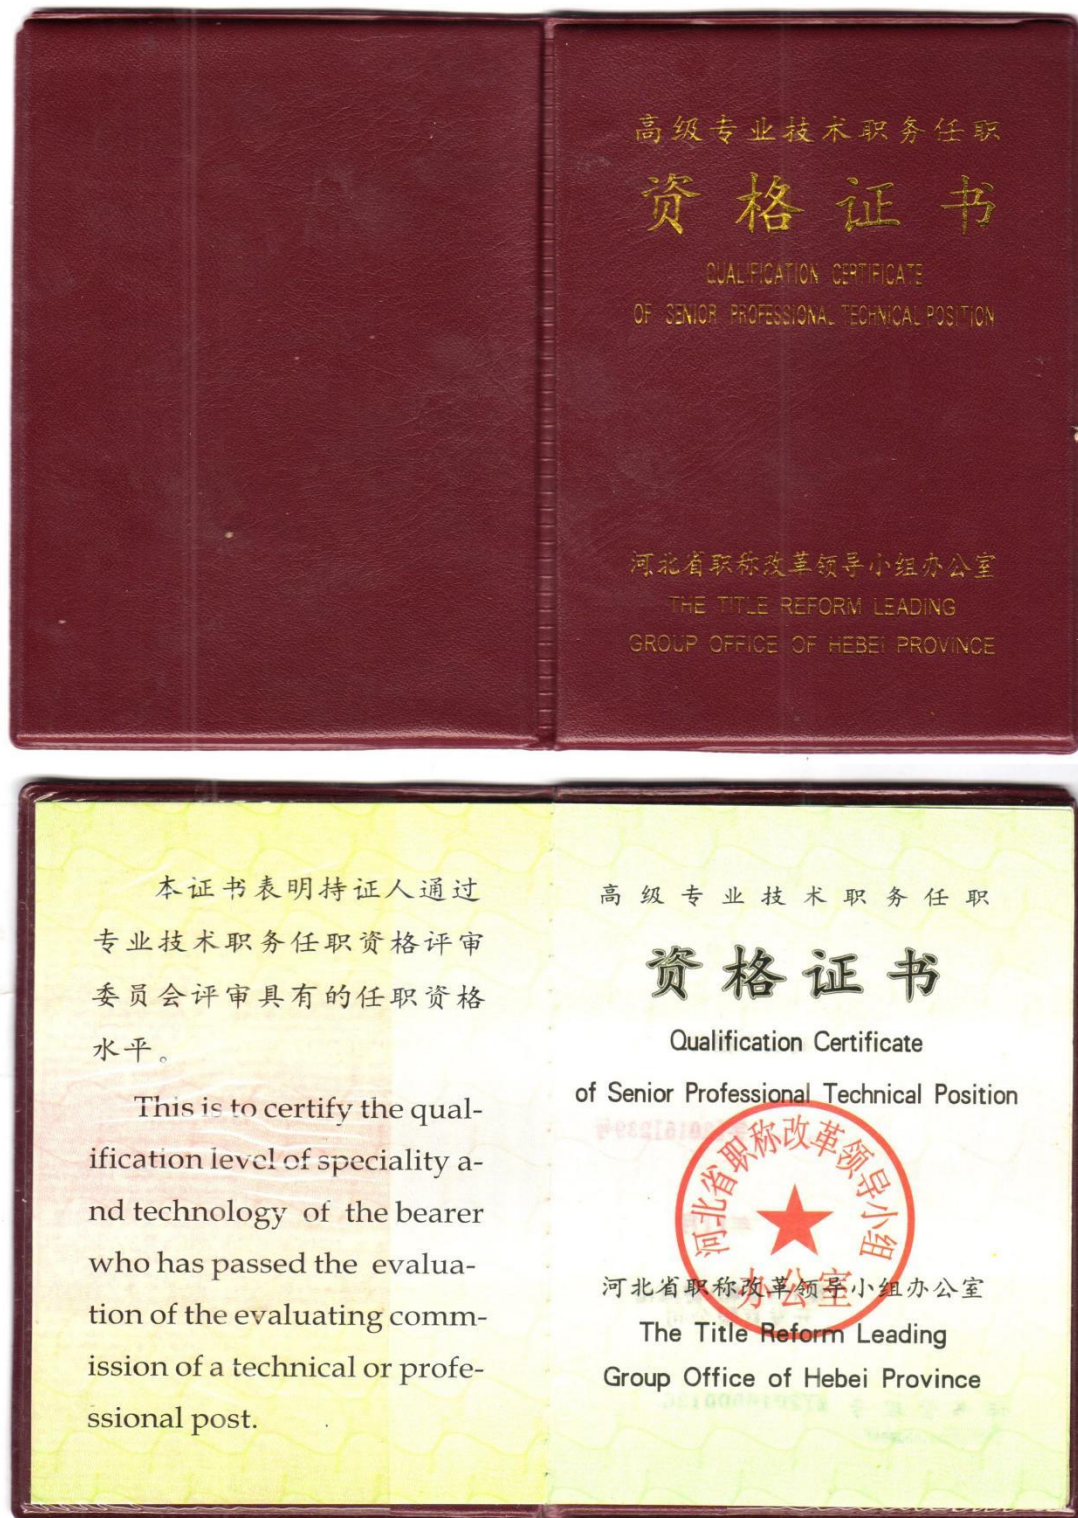 高级专业技术职务任职
资格证书
QUALIFICATION CERTIFICATE
OF SENIOR PROFESSIONAL TECHNICAL POSITION
河北省职称改革领导小组办公室
THE TITLE REFORM LEADING
GROUP OFFICE OF HEBEI PROVINCE
本证书表明持证人通过
专业技术职务任职资格评审
委员会评审具有的任职资格
水平。
This is to certify the qual-
ification level of speciality a-
nd technology of the bearer
who has passed the evalua-
tion of the evaluating comm-
ission of a technical or profe-
ssional post.
高级专业技术职务任职
资格证书
Qualification Certificate
of Senior Professional Technical Position
河北省职称改革领导小组
办公室
河北省职称改革领导小组办公室
The Title Reform Leading
Group Office of Hebei Province